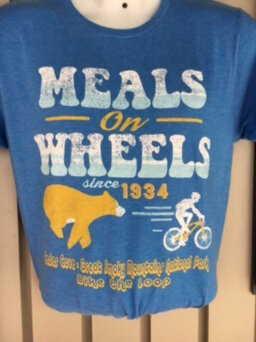 MEALS
On
WHEELS
since 1934
Cades Cove • Great Smoky Mountains National Park
Bike the Loop